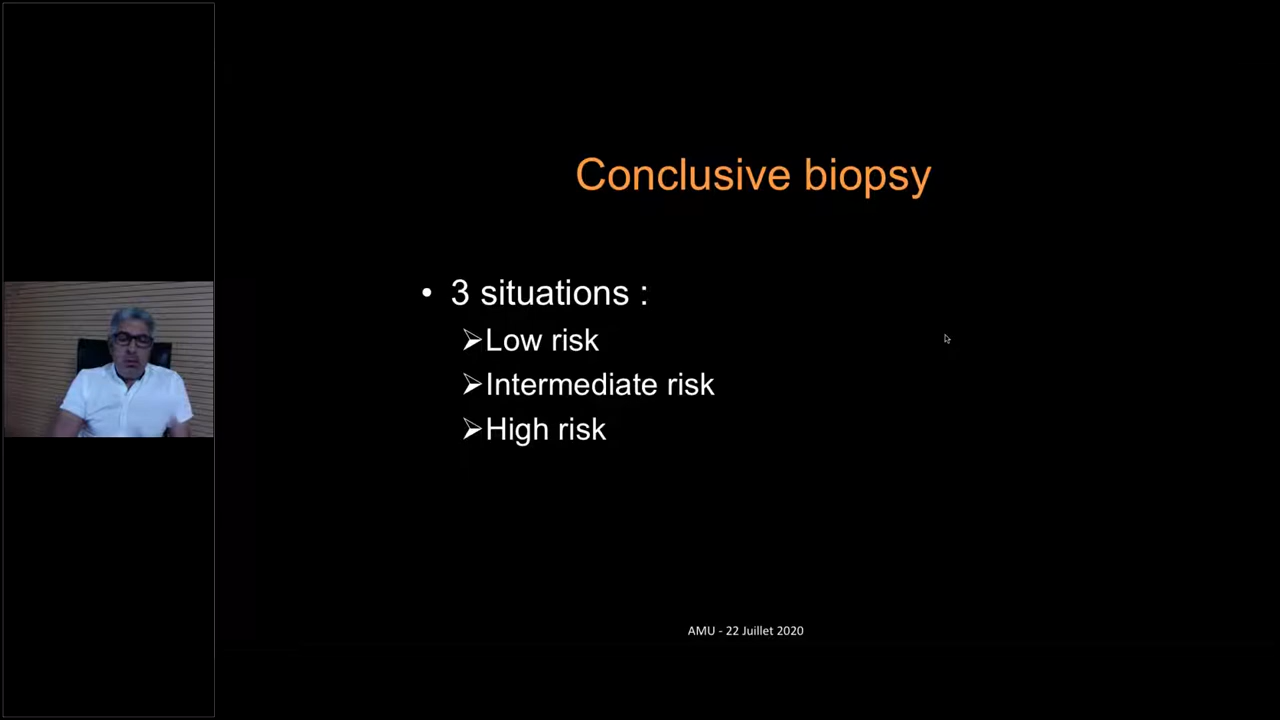 Conclusive biopsy
• 3 situations :
➢Low risk
➢Intermediate risk
➢High risk
AMU - 22 Juillet 2020